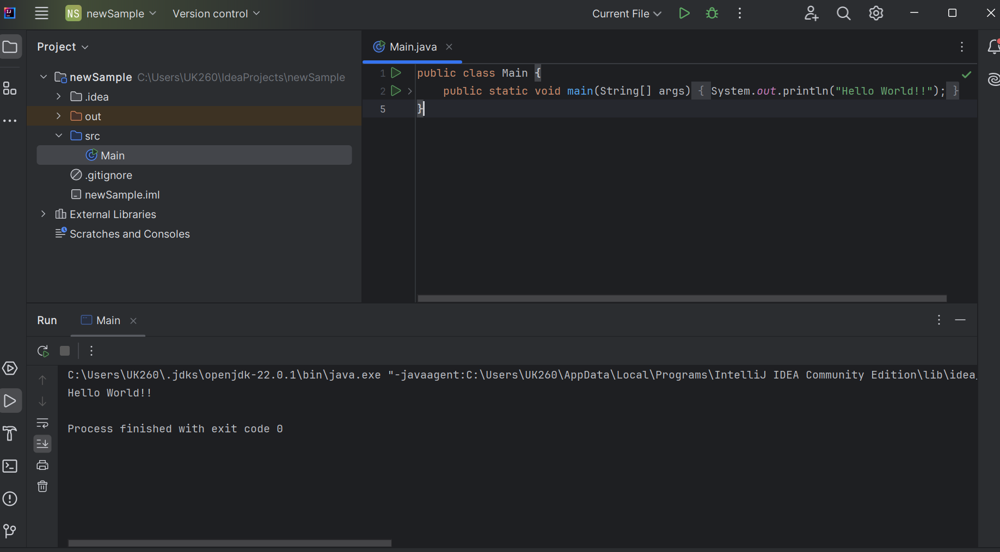 NS newSample Version control Current File
Project
newSample C:\Users\UK260\IdeaProjects\newSample
.idea
out
src
Main
.gitignore
newSample.iml
External Libraries
Scratches and Consoles
Main.java
1 public class Main {
2 public static void main(String[] args) { System.out.println("Hello World!!"); }
5 }
Run Main
C:\Users\UK260\.jdks\openjdk-22.0.1\bin\java.exe "-javaagent:C:\Users\UK260\AppData\Local\Programs\IntelliJ IDEA Community Edition\lib\idea_
Hello World!!
Process finished with exit code 0